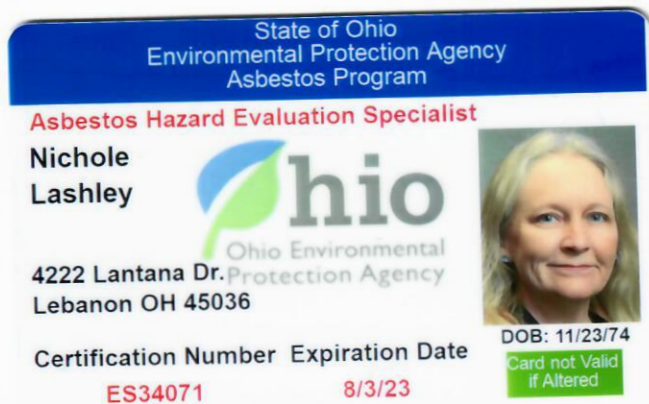 State of Ohio
Environmental Protection Agency
Asbestos Program
Asbestos Hazard Evaluation Specialist
Nichole
Lashley
Ohio
Ohio Environmental
Protection Agency
4222 Lantana Dr.
Lebanon OH 45036
DOB: 11/23/74
Certification Number Expiration Date
ES34071 8/3/23
Card not Valid
if Altered